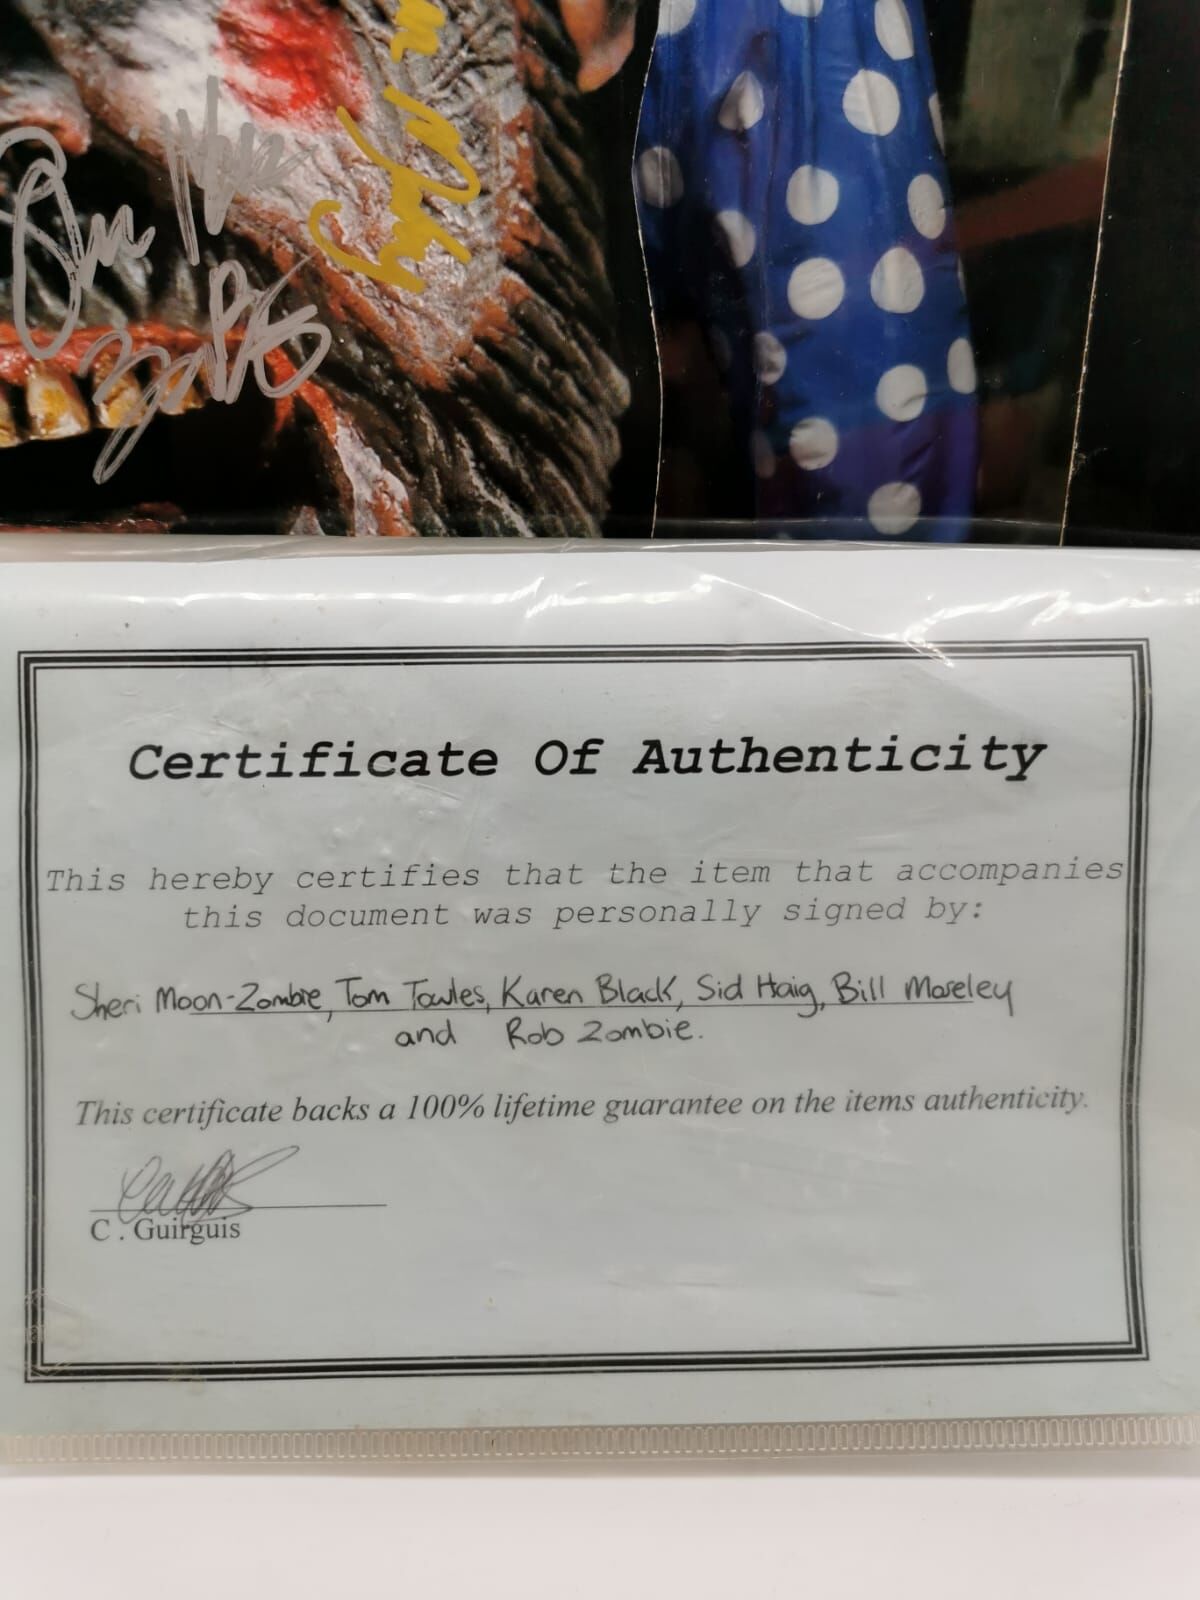 Certificate Of Authenticity
This hereby certifies that the item that accompanies
this document was personally signed by:
Sheri Moon-Zombie, Tom Towles, Karen Black, Sid Haig, Bill Moseley
and Rob Zombie.
This certificate backs a 100% lifetime guarantee on the items authenticity.
C. Guirguis